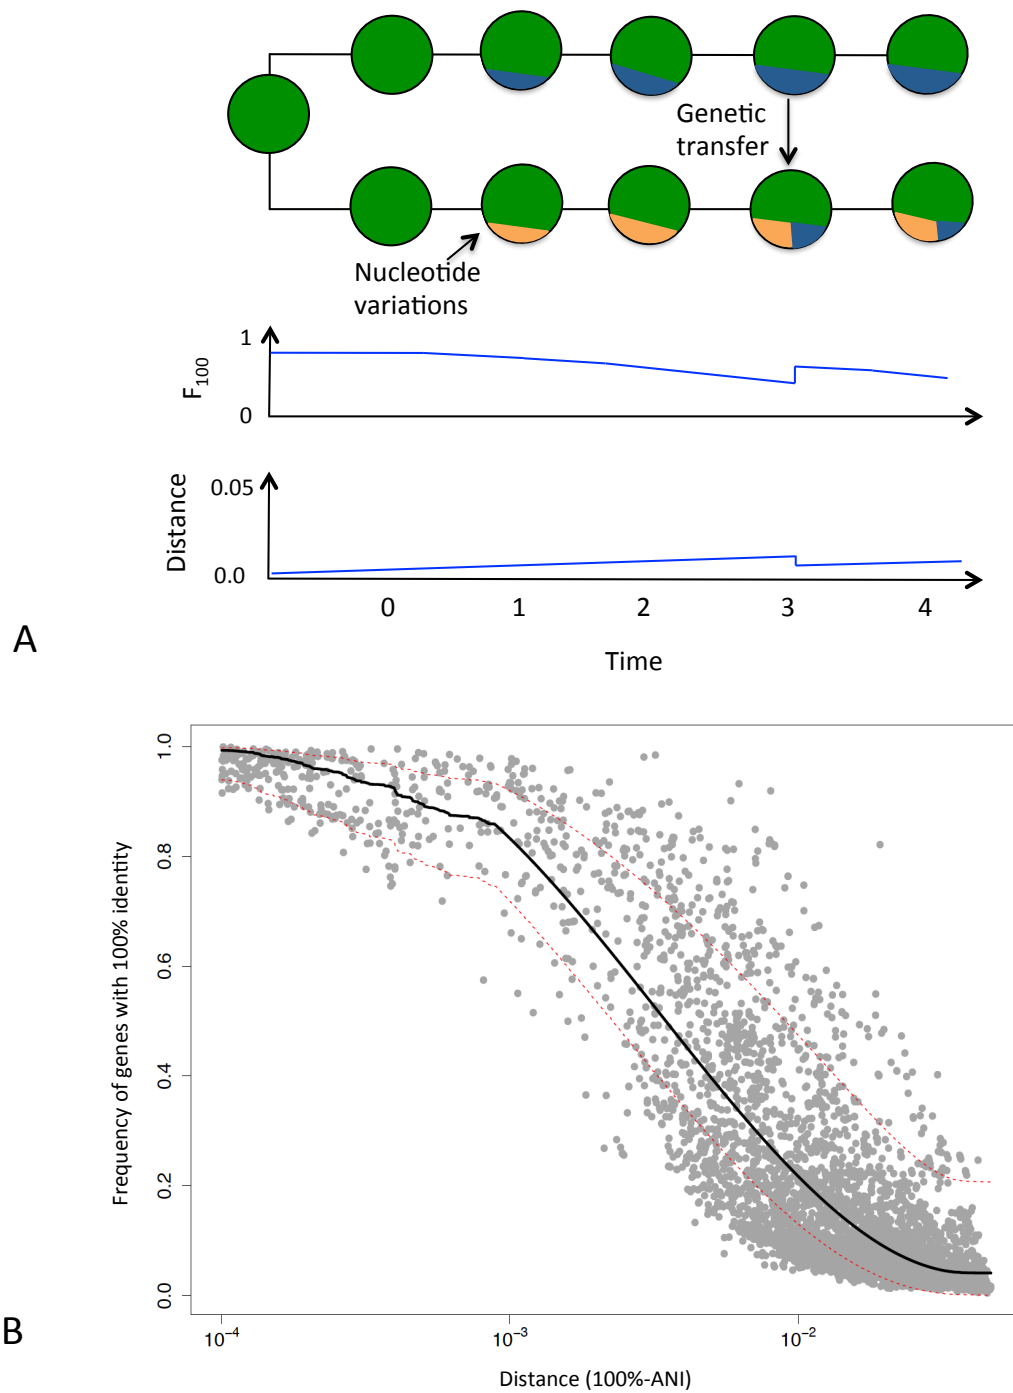 Genetic
transfer
Nucleotide
variations
1
F100
0
0.05
Distance
0.0
0 1 2 3 4
Time
A
1.0
0.8
0.6
0.4
0.2
0.0
Frequency of genes with 100% identity
10−4 10−3 10−2
Distance (100%-ANI)
B